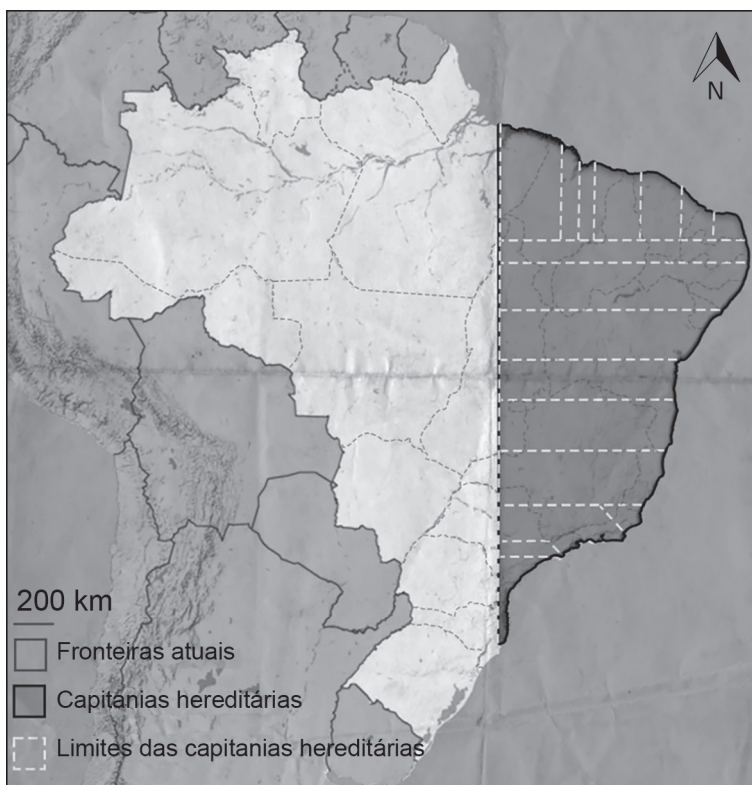 N
200 km
Fronteiras atuais
Capitanias hereditárias
Limites das capitanias hereditárias